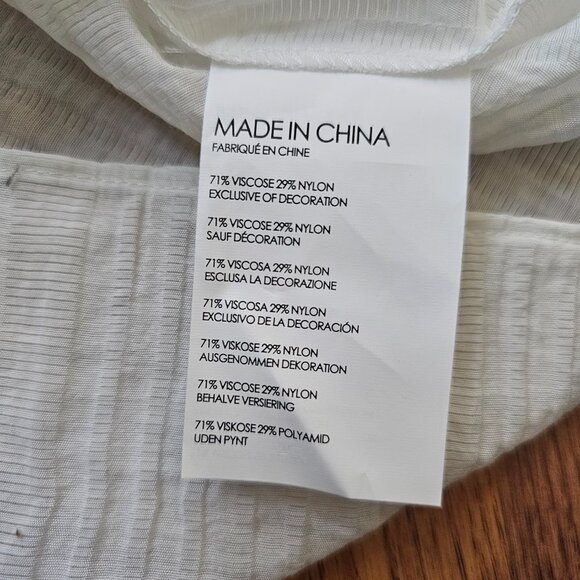 MADE IN CHINA
FABRIQUÉ EN CHINE
71% VISCOSE 29% NYLON
EXCLUSIVE OF DECORATION
71% VISCOSE 29% NYLON
SAUF DÉCORATION
71% VISCOSA 29% NYLON
ESCLUSA LA DECORAZIONE
71% VISCOSA 29% NYLON
EXCLUSIVO DE LA DECORACIÓN
71% VISKOSE 29% NYLON
AUSGENOMMEN DEKORATION
71% VISCOSE 29% NYLON
BEHALVE VERSIERING
71% VISKOSE 29% POLYAMID
UDEN PYNT